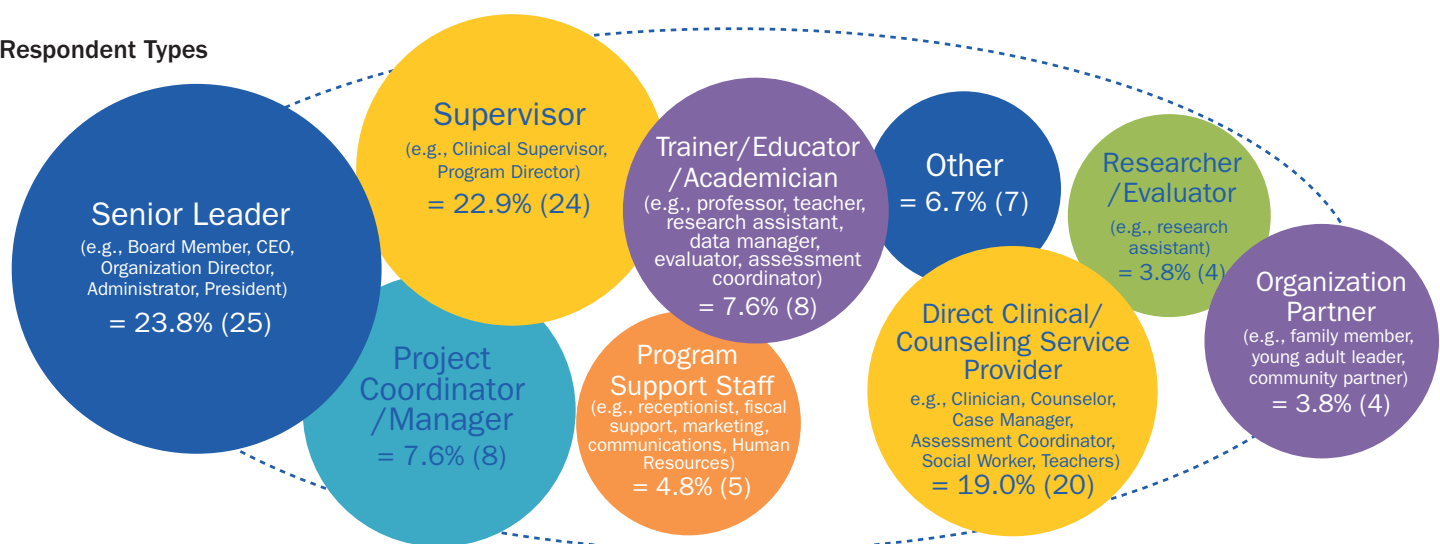 Respondent Types
Senior Leader
(e.g., Board Member, CEO,
Organization Director,
Administrator, President)
= 23.8% (25)
Supervisor
(e.g., Clinical Supervisor,
Program Director)
= 22.9% (24)
Project
Coordinator
/Manager
= 7.6% (8)
Trainer/Educator
/Academician
(e.g., professor, teacher,
research assistant,
data manager,
evaluator, assessment
coordinator)
= 7.6% (8)
Program
Support Staff
(e.g., receptionist, fiscal
support, marketing,
communications, Human
Resources)
= 4.8% (5)
Other
= 6.7% (7)
Direct Clinical/
Counseling Service
Provider
e.g., Clinician, Counselor,
Case Manager,
Assessment Coordinator,
Social Worker, Teachers)
= 19.0% (20)
Researcher
/Evaluator
(e.g., research
assistant)
= 3.8% (4)
Organization
Partner
(e.g., family member,
young adult leader,
community partner)
= 3.8% (4)